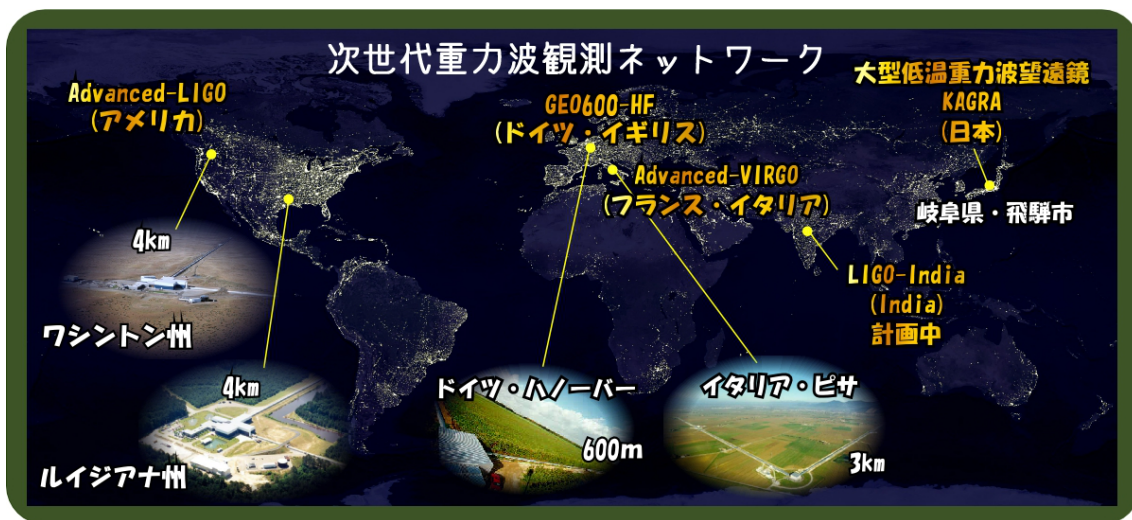 次世代重力波観測ネットワーク
Advanced-LIGO
(アメリカ)
GEO600-HF
(ドイツ・イギリス)
大型低温重力波望遠鏡
KAGRA
(日本)
Advanced-VIRGO
(フランス・イタリア)
岐阜県・飛騨市
4km
ワシントン州
LIGO-India
(India)
計画中
4km
ルイジアナ州
ドイツ・ハノーバー
600m
イタリア・ピサ
3km